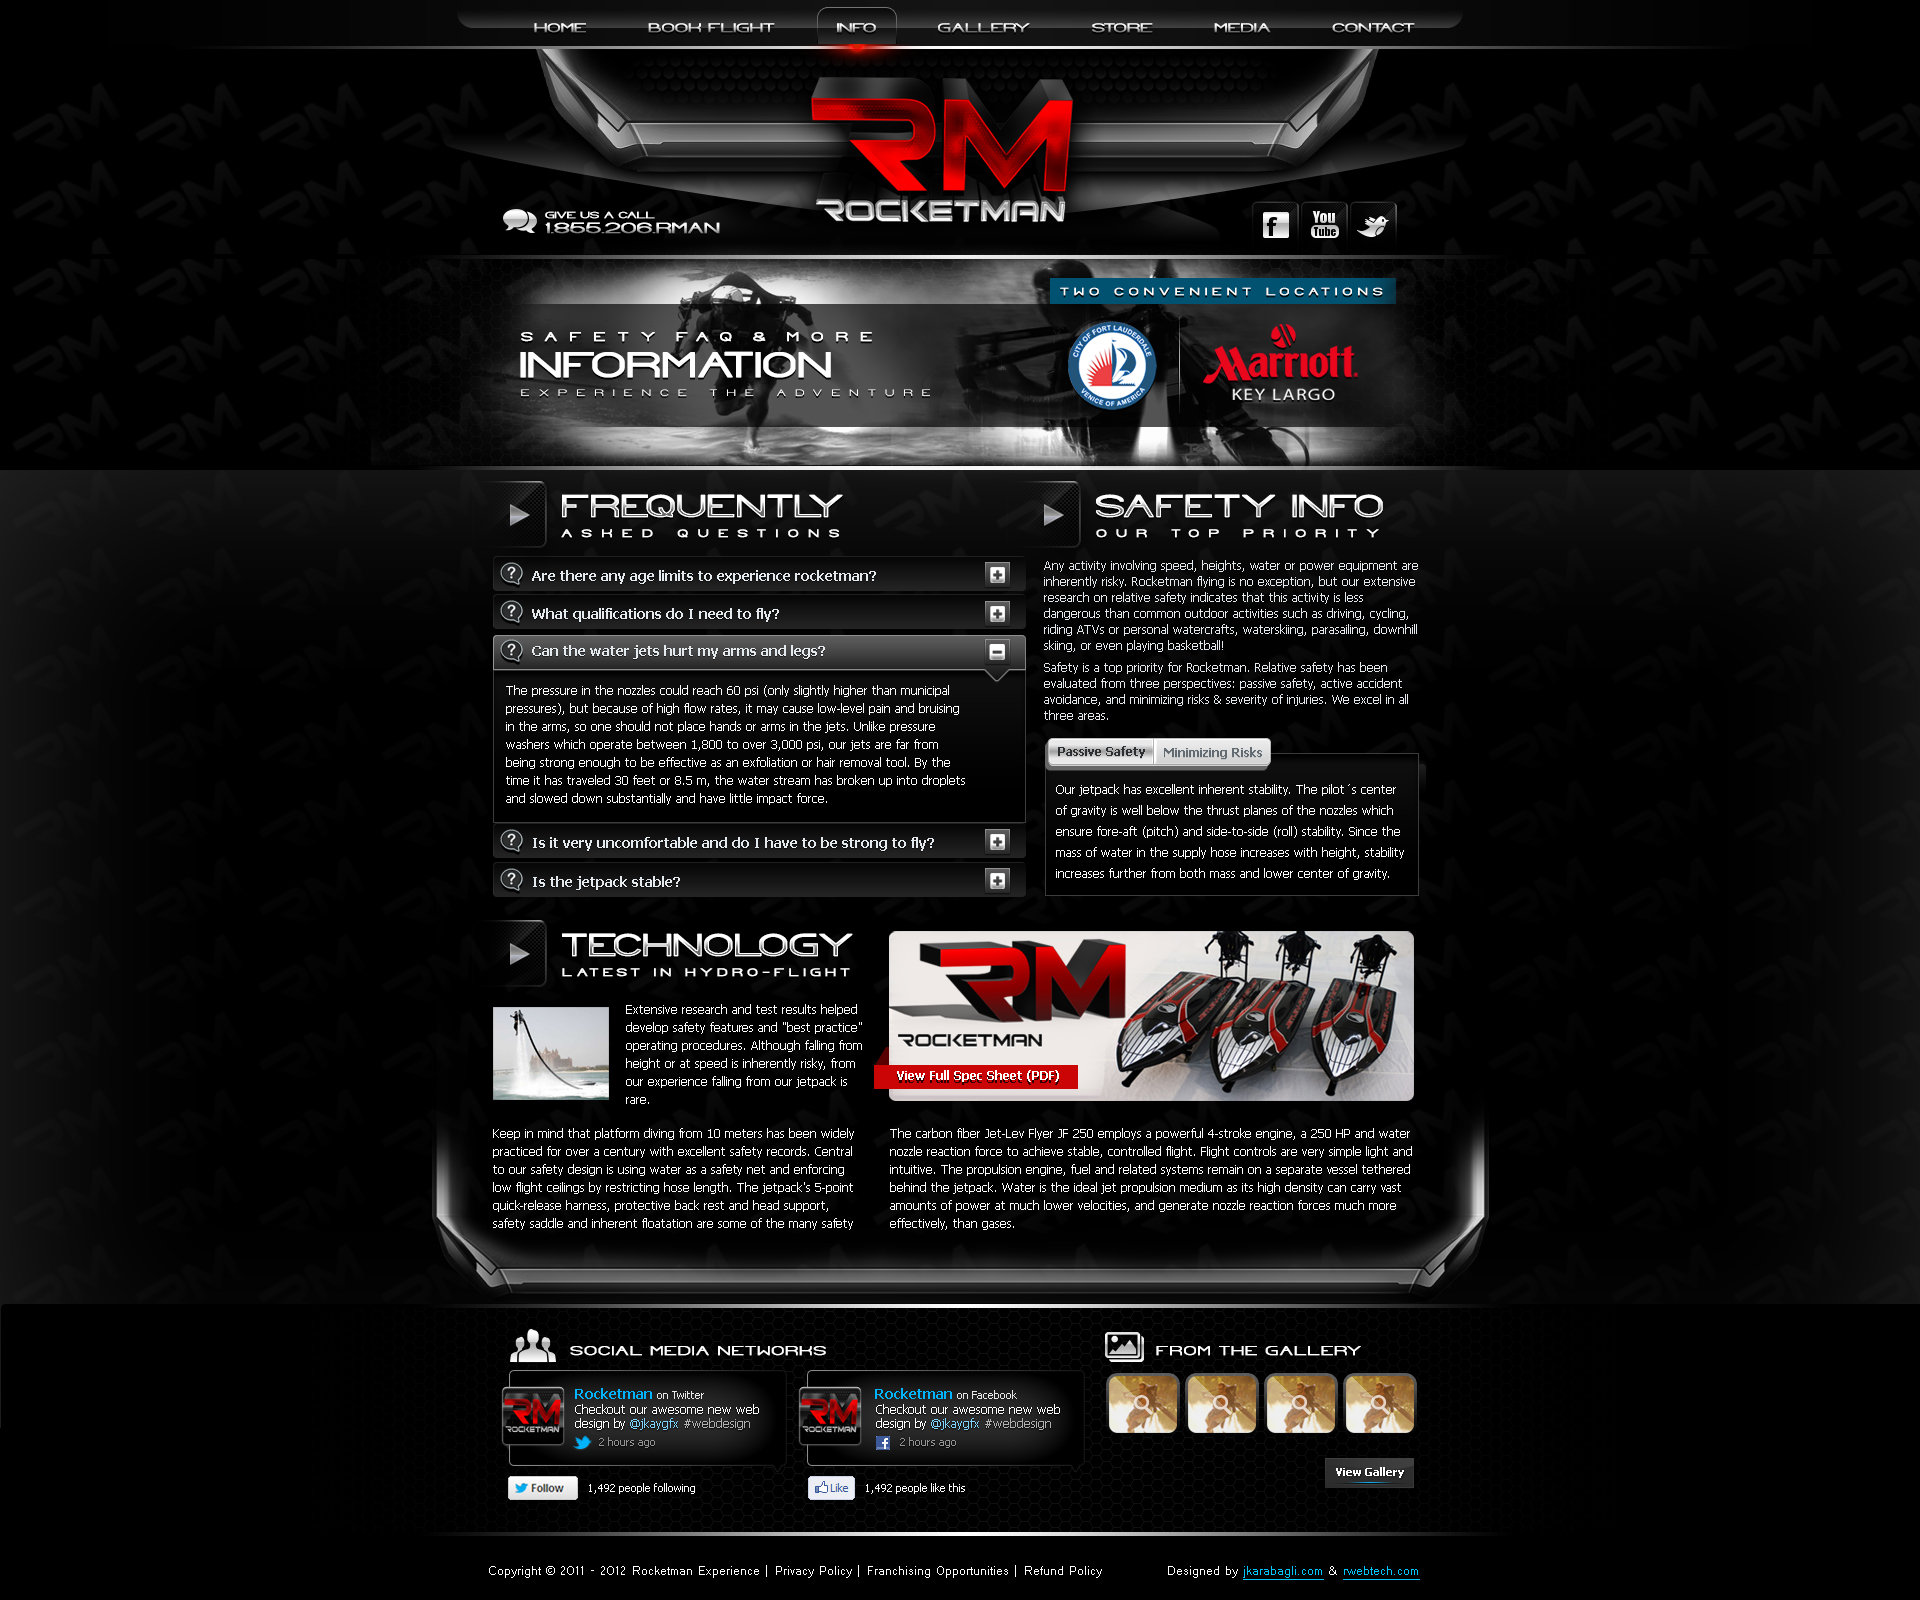 HOME BOOK FLIGHT INFO GALLERY STORE MEDIA CONTACT
RM
ROCKETMAN
GIVE US A CALL
1.855.206.RMAN
f You Tube
TWO CONVENIENT LOCATIONS
SAFETY FAQ & MORE
INFORMATION
EXPERIENCE THE ADVENTURE
CITY OF FORT LAUDERDALE
VENICE OF AMERICA
Marriott
KEY LARGO
FREQUENTLY
ASKED QUESTIONS
Are there any age limits to experience rocketman?
What qualifications do I need to fly?
Can the water jets hurt my arms and legs?
The pressure in the nozzles could reach 60 psi (only slightly higher than municipal
pressures), but because of high flow rates, it may cause low-level pain and bruising
in the arms, so one should not place hands or arms in the jets. Unlike pressure
washers which operate between 1,800 to over 3,000 psi, our jets are far from
being strong enough to be effective as an exfoliation or hair removal tool. By the
time it has traveled 30 feet or 8.5 m, the water stream has broken up into droplets
and slowed down substantially and have little impact force.
Is it very uncomfortable and do I have to be strong to fly?
Is the jetpack stable?
SAFETY INFO
OUR TOP PRIORITY
Any activity involving speed, heights, water or power equipment are
inherently risky. Rocketman flying is no exception, but our extensive
research on relative safety indicates that this activity is less
dangerous than common outdoor activities such as driving, cycling,
riding ATVs or personal watercrafts, waterskiing, parasailing, downhill
skiing, or even playing basketball!
Safety is a top priority for Rocketman. Relative safety has been
evaluated from three perspectives: passive safety, active accident
avoidance, and minimizing risks & severity of injuries. We excel in all
three areas.
Passive Safety Minimizing Risks
Our jetpack has excellent inherent stability. The pilot´s center
of gravity is well below the thrust planes of the nozzles which
ensure fore-aft (pitch) and side-to-side (roll) stability. Since the
mass of water in the supply hose increases with height, stability
increases further from both mass and lower center of gravity.
TECHNOLOGY
LATEST IN HYDRO-FLIGHT
Extensive research and test results helped
develop safety features and "best practice"
operating procedures. Although falling from
height or at speed is inherently risky, from
our experience falling from our jetpack is
rare.
Keep in mind that platform diving from 10 meters has been widely
practiced for over a century with excellent safety records. Central
to our safety design is using water as a safety net and enforcing
low flight ceilings by restricting hose length. The jetpack's 5-point
quick-release harness, protective back rest and head support,
safety saddle and inherent floatation are some of the many safety
RM
ROCKETMAN
View Full Spec Sheet (PDF)
The carbon fiber Jet-Lev Flyer JF 250 employs a powerful 4-stroke engine, a 250 HP and water
nozzle reaction force to achieve stable, controlled flight. Flight controls are very simple light and
intuitive. The propulsion engine, fuel and related systems remain on a separate vessel tethered
behind the jetpack. Water is the ideal jet propulsion medium as its high density can carry vast
amounts of power at much lower velocities, and generate nozzle reaction forces much more
effectively, than gases.
SOCIAL MEDIA NETWORKS
RM
ROCKETMAN
Rocketman on Twitter
Checkout our awesome new web
design by @jkaygfx #webdesign
2 hours ago
Follow 1,492 people following
RM
ROCKETMAN
Rocketman on Facebook
Checkout our awesome new web
design by @jkaygfx #webdesign
f 2 hours ago
Like 1,492 people like this
FROM THE GALLERY
View Gallery
Copyright © 2011 - 2012 Rocketman Experience | Privacy Policy | Franchising Opportunities | Refund Policy
Designed by jkarabagli.com & rwebtech.com